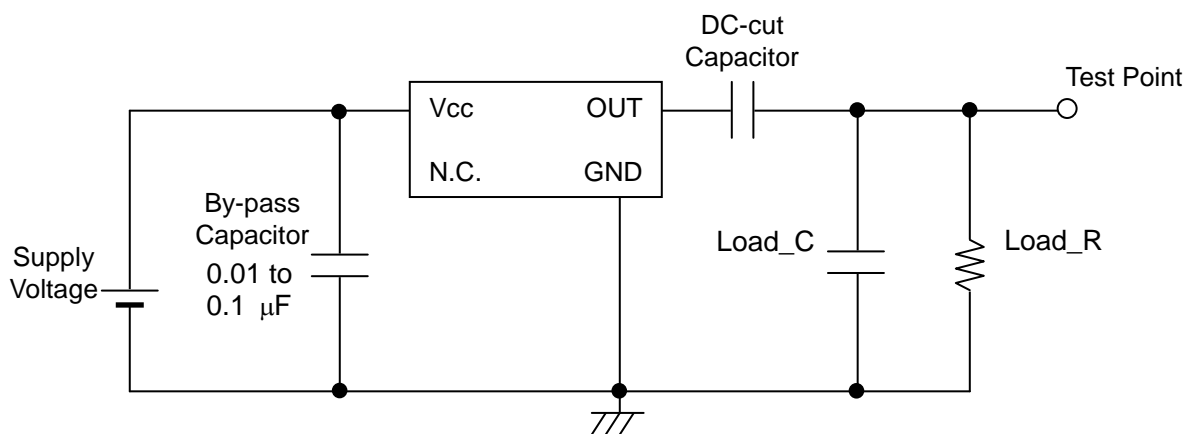 DC-cut
Capacitor
Test Point
Vcc
OUT
N.C.
GND
By-pass
Capacitor
0.01 to
0.1 μF
Supply
Voltage
Load_C
Load_R